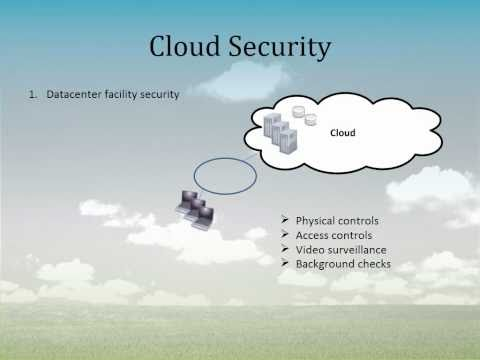 Cloud Security
1. Datacenter facility security
Cloud
➢ Physical controls
➢ Access controls
➢ Video surveillance
➢ Background checks